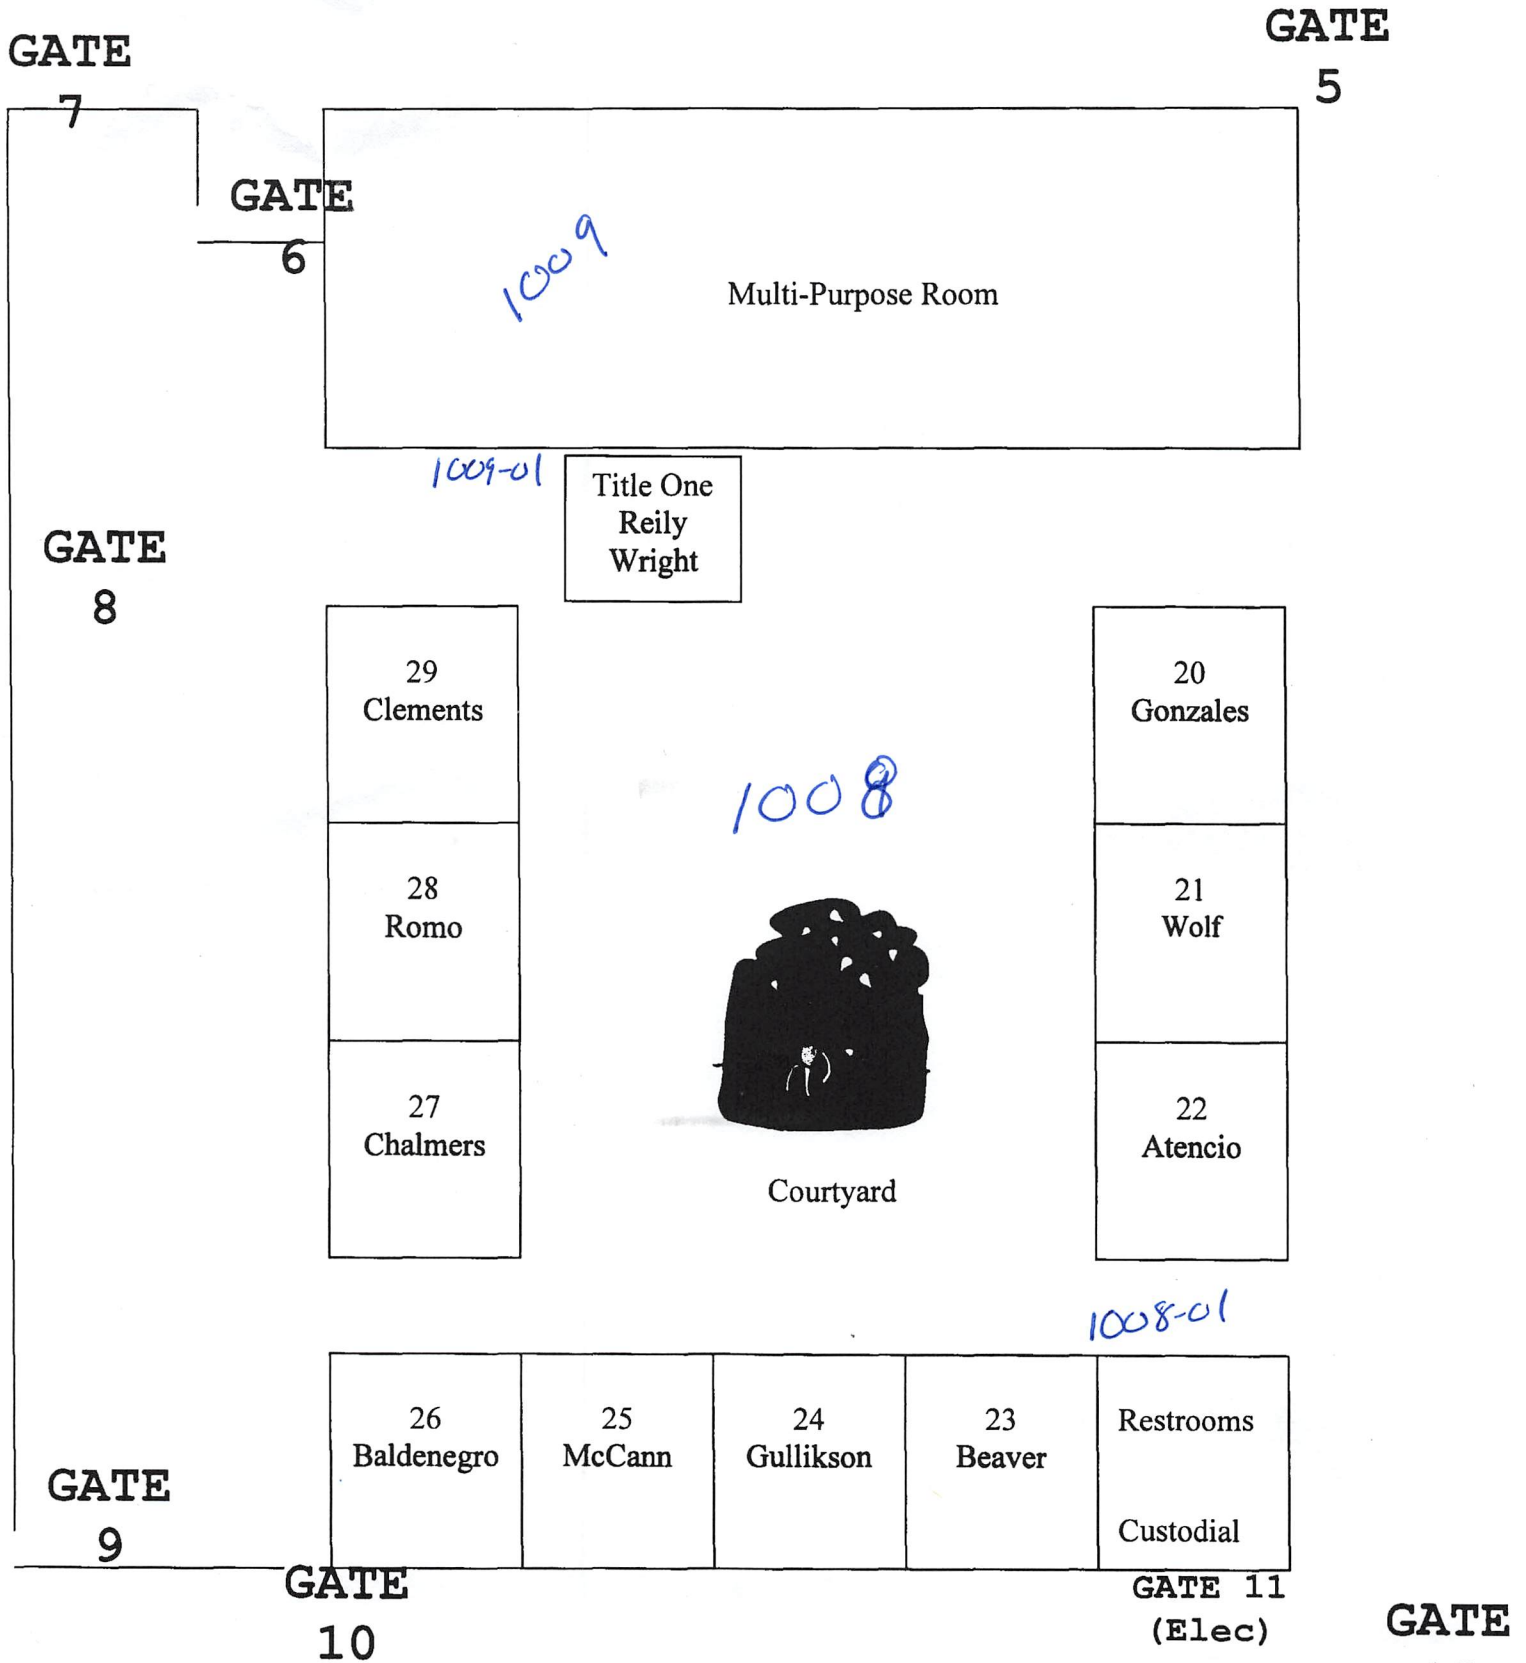 GATE
5
GATE
7
GATE
6
1009
Multi-Purpose Room
1009-01
Title One
Reily
Wright
GATE
8
29
Clements
20
Gonzales
1008
28
Romo
21
Wolf
27
Chalmers
22
Atencio
Courtyard
1008-01
26
Baldenegro
25
McCann
24
Gullikson
23
Beaver
Restrooms
Custodial
GATE
9
GATE
10
GATE 11
(Elec)
GATE